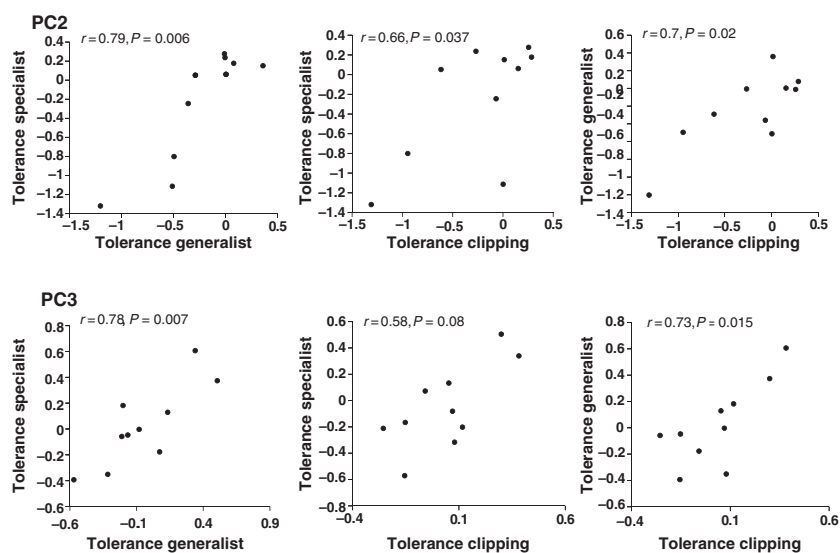 PC2
r = 0.79, P = 0.006
Tolerance specialist
0.4
0.2
0
−0.2
−0.4
−0.6
−0.8
−1
−1.2
−1.4
−1.5 −1 −0.5 0 0.5
Tolerance generalist
r = 0.66, P = 0.037
Tolerance specialist
0.4
0.2
0
−0.2
−0.4
−0.6
−0.8
−1
−1.2
−1.4
−1.5 −1 −0.5 0 0.5
Tolerance clipping
r = 0.7, P = 0.02
Tolerance generalist
0.6
0.4
0.2
0
−0.2
−0.4
−0.6
−0.8
−1
−1.2
−1.4
−1.5 −1 −0.5 0 0.5
Tolerance clipping
PC3
r = 0.78, P = 0.007
Tolerance specialist
0.8
0.6
0.4
0.2
0
−0.2
−0.4
−0.6
−0.6 −0.1 0.4 0.9
Tolerance generalist
r = 0.58, P = 0.08
Tolerance specialist
0.6
0.4
0.2
0
−0.2
−0.4
−0.6
−0.8
−0.4 0.1 0.6
Tolerance clipping
r = 0.73, P = 0.015
Tolerance generalist
0.8
0.6
0.4
0.2
0
−0.2
−0.4
−0.6
−0.4 0.1 0.6
Tolerance clipping